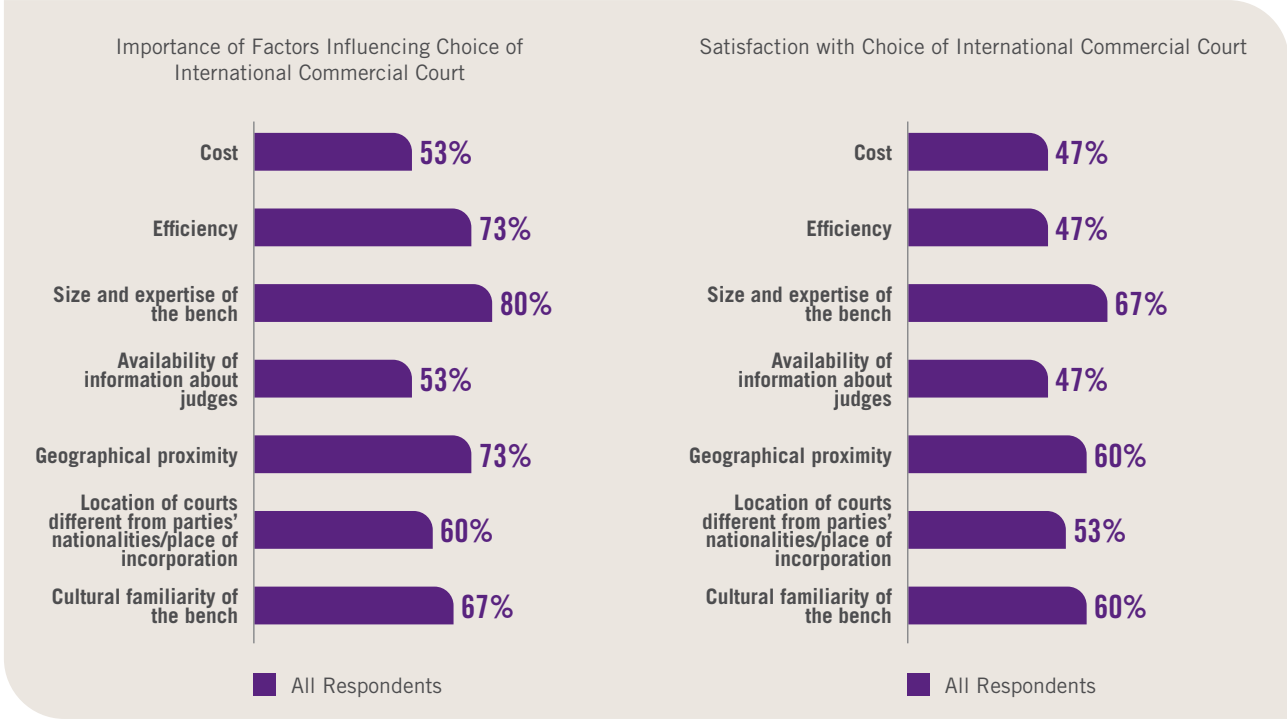 Importance of Factors Influencing Choice of
International Commercial Court
Cost
53%
Efficiency
73%
Size and expertise of
the bench
80%
Availability of
information about
judges
53%
Geographical proximity
73%
Location of courts
different from parties’
nationalities/place of
incorporation
60%
Cultural familiarity of
the bench
67%
All Respondents
Satisfaction with Choice of International Commercial Court
Cost
47%
Efficiency
47%
Size and expertise of
the bench
67%
Availability of
information about
judges
47%
Geographical proximity
60%
Location of courts
different from parties’
nationalities/place of
incorporation
53%
Cultural familiarity of
the bench
60%
All Respondents